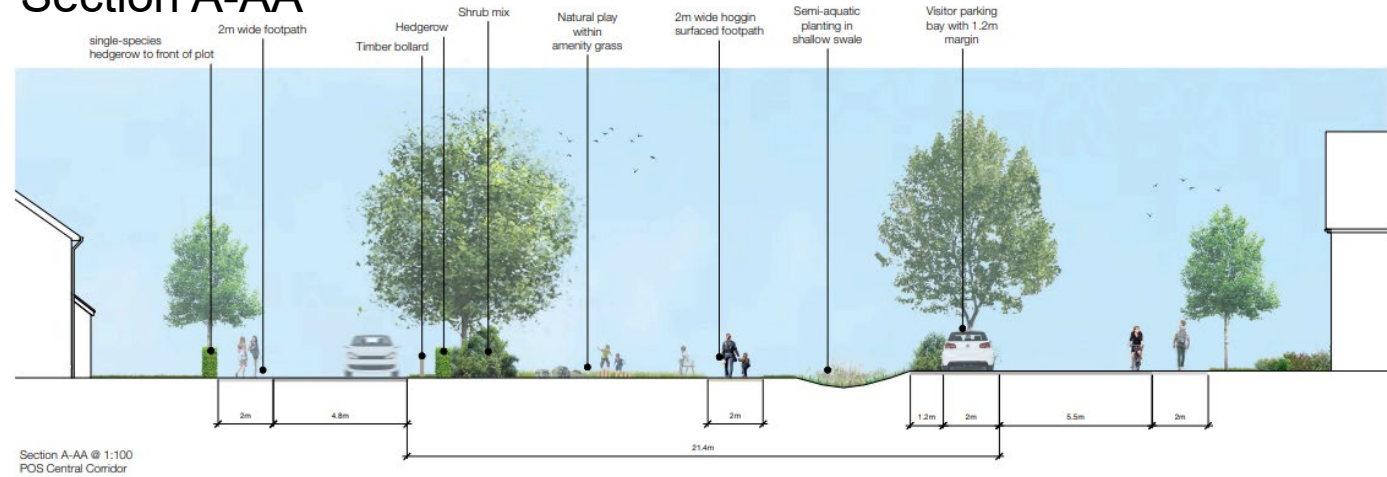 Section A-AA
single-species
hedgerow to front of plot
2m wide footpath
Timber bollard
Hedgerow
Shrub mix
Natural play
within
amenity grass
2m wide hoggin
surfaced footpath
Semi-aquatic
planting in
shallow swale
Visitor parking
bay with 1.2m
margin
2m
4.8m
2m
1.2m
2m
5.5m
2m
21.4m
Section A-AA @ 1:100
POS Central Corridor